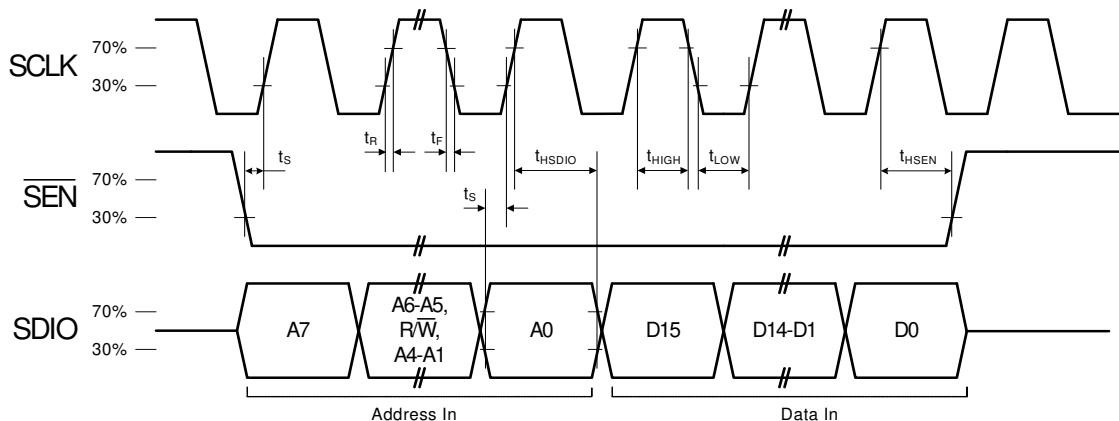 SCLK
70%
30%
tS
tR
tF
tHSDIO
tHIGH
tLOW
tHSEN
SEN
70%
30%
tS
SDIO
70%
30%
A7
A6-A5,
R/W,
A4-A1
A0
D15
D14-D1
D0
Address In
Data In